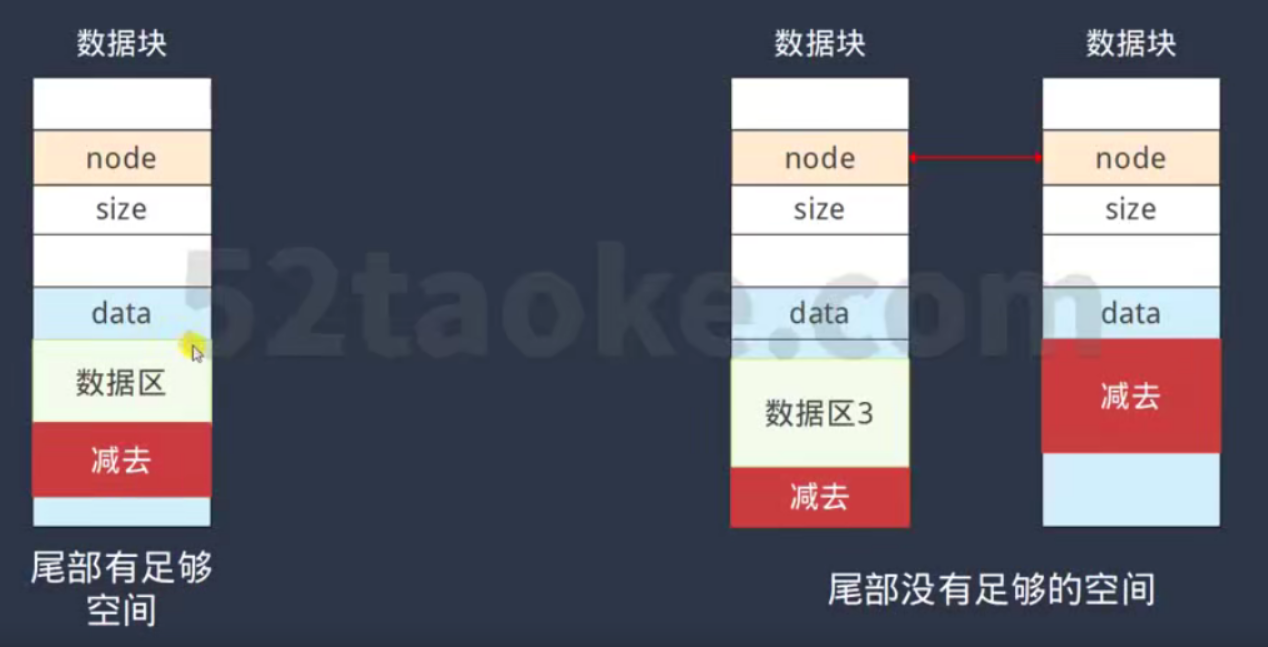 数据块
数据块
数据块
node
node
node
size
size
size
data
data
data
52taoke.com
数据区
数据区3
减去
减去
减去
尾部有足够
空间
尾部没有足够的空间